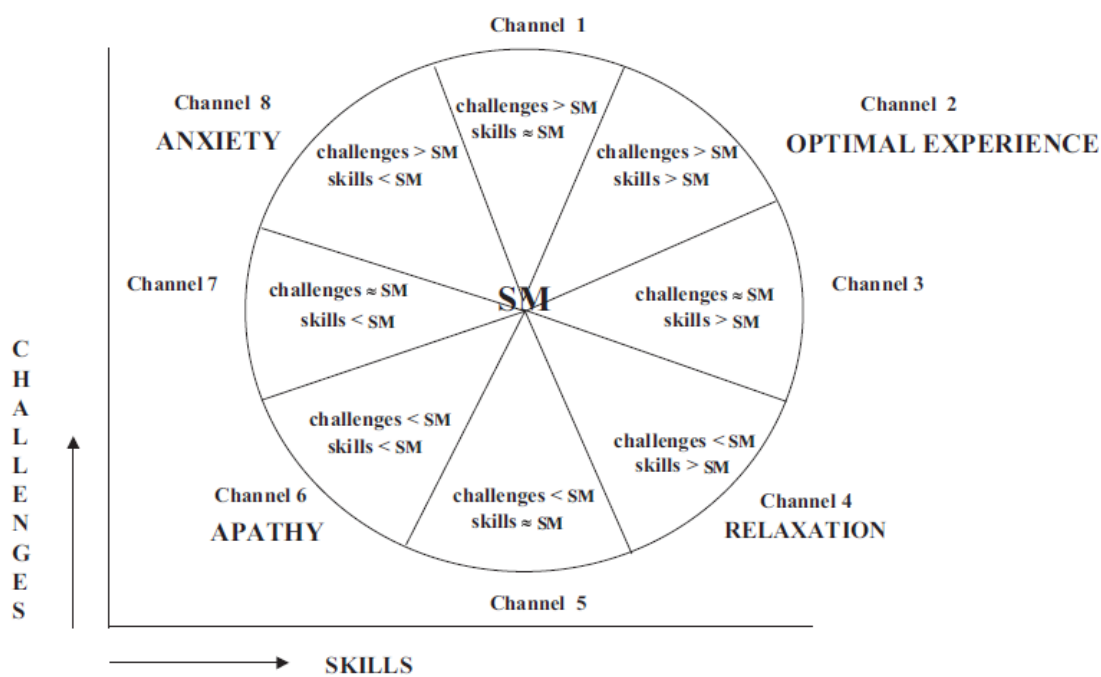 Channel 1
Channel 8
ANXIETY
Channel 2
OPTIMAL EXPERIENCE
challenges > SM
skills ≈ SM
challenges > SM
skills < SM
challenges > SM
skills > SM
Channel 7
challenges ≈ SM
skills < SM
SM
challenges ≈ SM
skills > SM
Channel 3
CHALLENGES
challenges < SM
skills < SM
challenges < SM
skills > SM
Channel 6
APATHY
challenges < SM
skills ≈ SM
Channel 4
RELAXATION
Channel 5
SKILLS